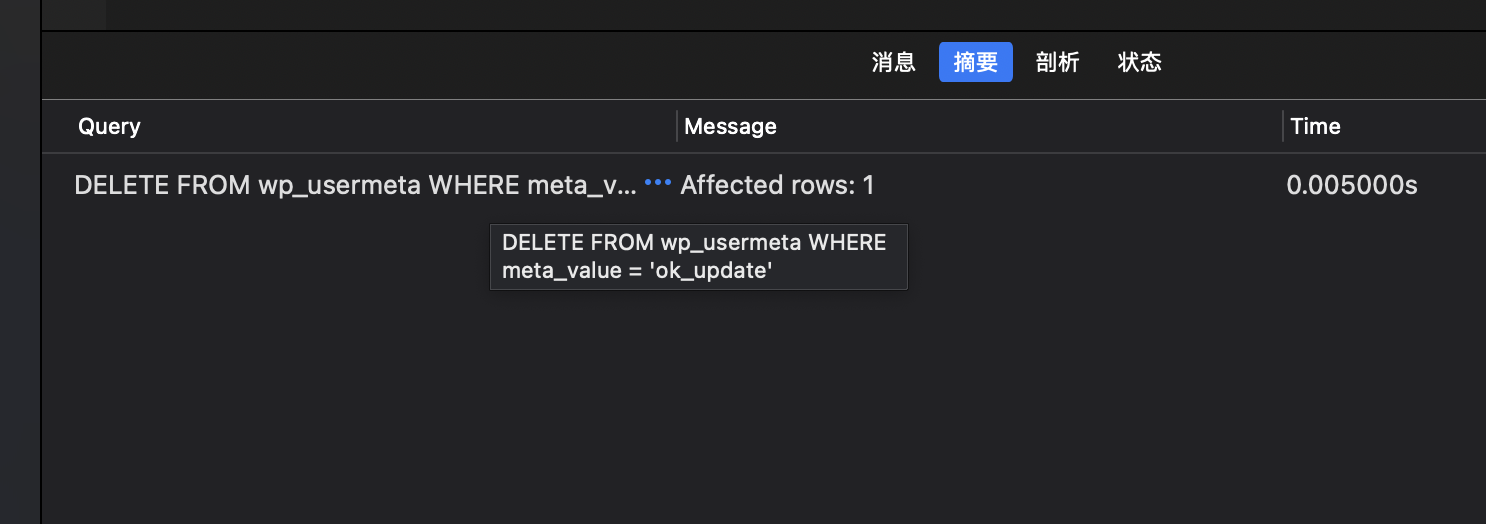 消息 摘要 剖析 状态
Query Message Time
DELETE FROM wp_usermeta WHERE meta_v... ••• Affected rows: 1 0.005000s
DELETE FROM wp_usermeta WHERE
meta_value = 'ok_update'